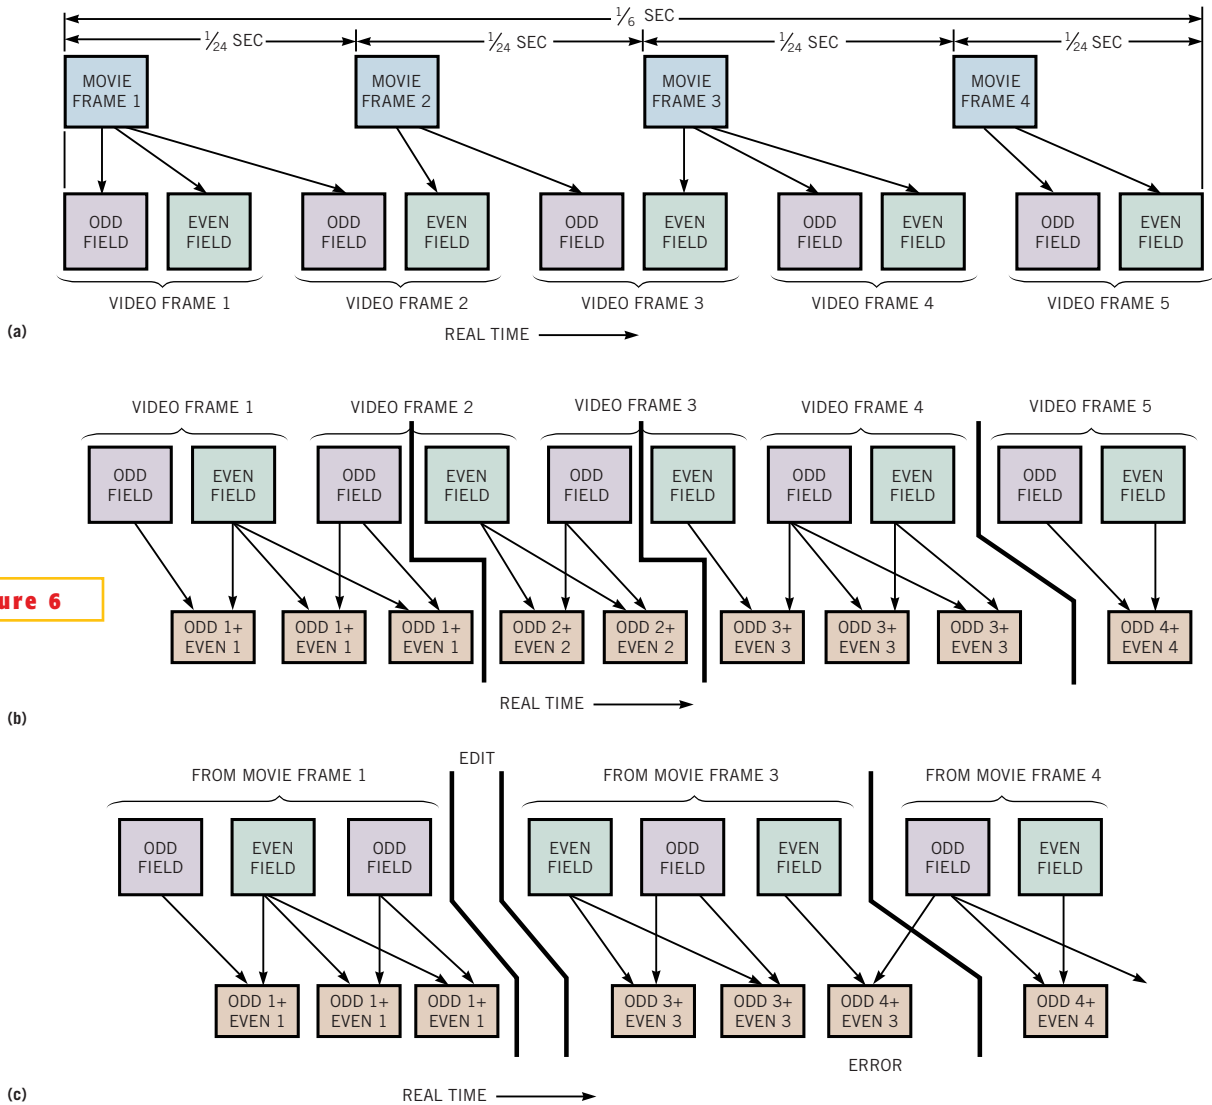 1/6 SEC
1/24 SEC 1/24 SEC 1/24 SEC 1/24 SEC
MOVIE FRAME 1
MOVIE FRAME 2
MOVIE FRAME 3
MOVIE FRAME 4
ODD FIELD
EVEN FIELD
ODD FIELD
EVEN FIELD
ODD FIELD
EVEN FIELD
ODD FIELD
EVEN FIELD
ODD FIELD
EVEN FIELD
VIDEO FRAME 1 VIDEO FRAME 2 VIDEO FRAME 3 VIDEO FRAME 4 VIDEO FRAME 5
(a)
REAL TIME
VIDEO FRAME 1 VIDEO FRAME 2 VIDEO FRAME 3 VIDEO FRAME 4 VIDEO FRAME 5
ODD FIELD
EVEN FIELD
ODD FIELD
EVEN FIELD
ODD FIELD
EVEN FIELD
ODD FIELD
EVEN FIELD
ODD FIELD
EVEN FIELD
ure 6
ODD 1+ EVEN 1
ODD 1+ EVEN 1
ODD 1+ EVEN 1
ODD 2+ EVEN 2
ODD 2+ EVEN 2
ODD 3+ EVEN 3
ODD 3+ EVEN 3
ODD 3+ EVEN 3
ODD 4+ EVEN 4
REAL TIME
(b)
EDIT
FROM MOVIE FRAME 1 FROM MOVIE FRAME 3 FROM MOVIE FRAME 4
ODD FIELD
EVEN FIELD
ODD FIELD
EVEN FIELD
ODD FIELD
EVEN FIELD
ODD FIELD
EVEN FIELD
ODD 1+ EVEN 1
ODD 1+ EVEN 1
ODD 1+ EVEN 1
ODD 3+ EVEN 3
ODD 3+ EVEN 3
ODD 4+ EVEN 3
ODD 4+ EVEN 4
ERROR
(c)
REAL TIME